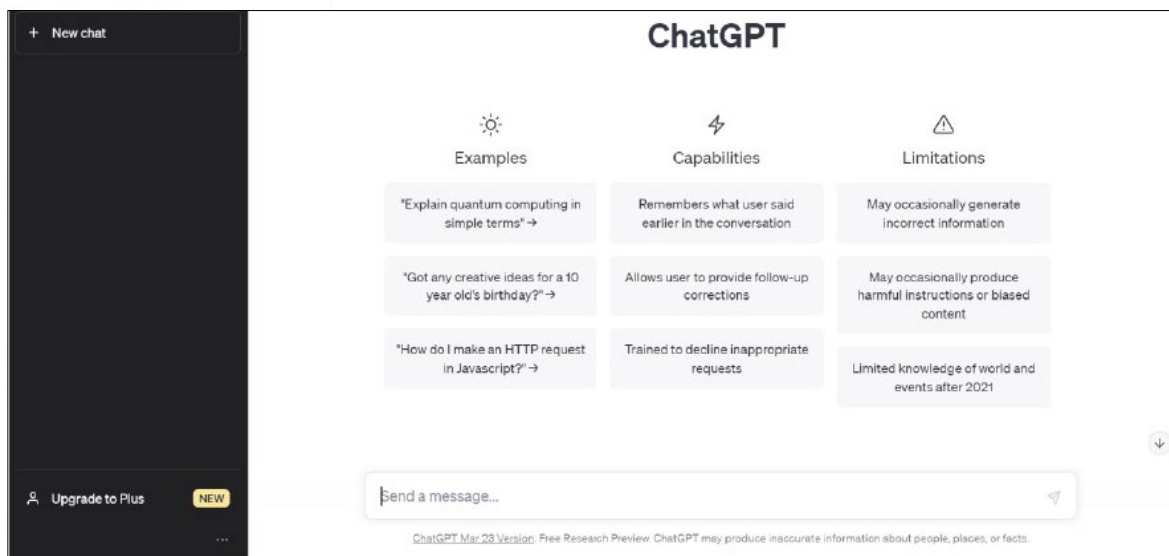 + New chat
ChatGPT
Examples
"Explain quantum computing in
simple terms" →
"Got any creative ideas for a 10
year old's birthday?" →
"How do I make an HTTP request
in Javascript?" →
Capabilities
Remembers what user said
earlier in the conversation
Allows user to provide follow-up
corrections
Trained to decline inappropriate
requests
Limitations
May occasionally generate
incorrect information
May occasionally produce
harmful instructions or biased
content
Limited knowledge of world and
events after 2021
Upgrade to Plus NEW
...
Send a message...
ChatGPT Mar 23 Version. Free Research Preview. ChatGPT may produce inaccurate information about people, places, or facts.